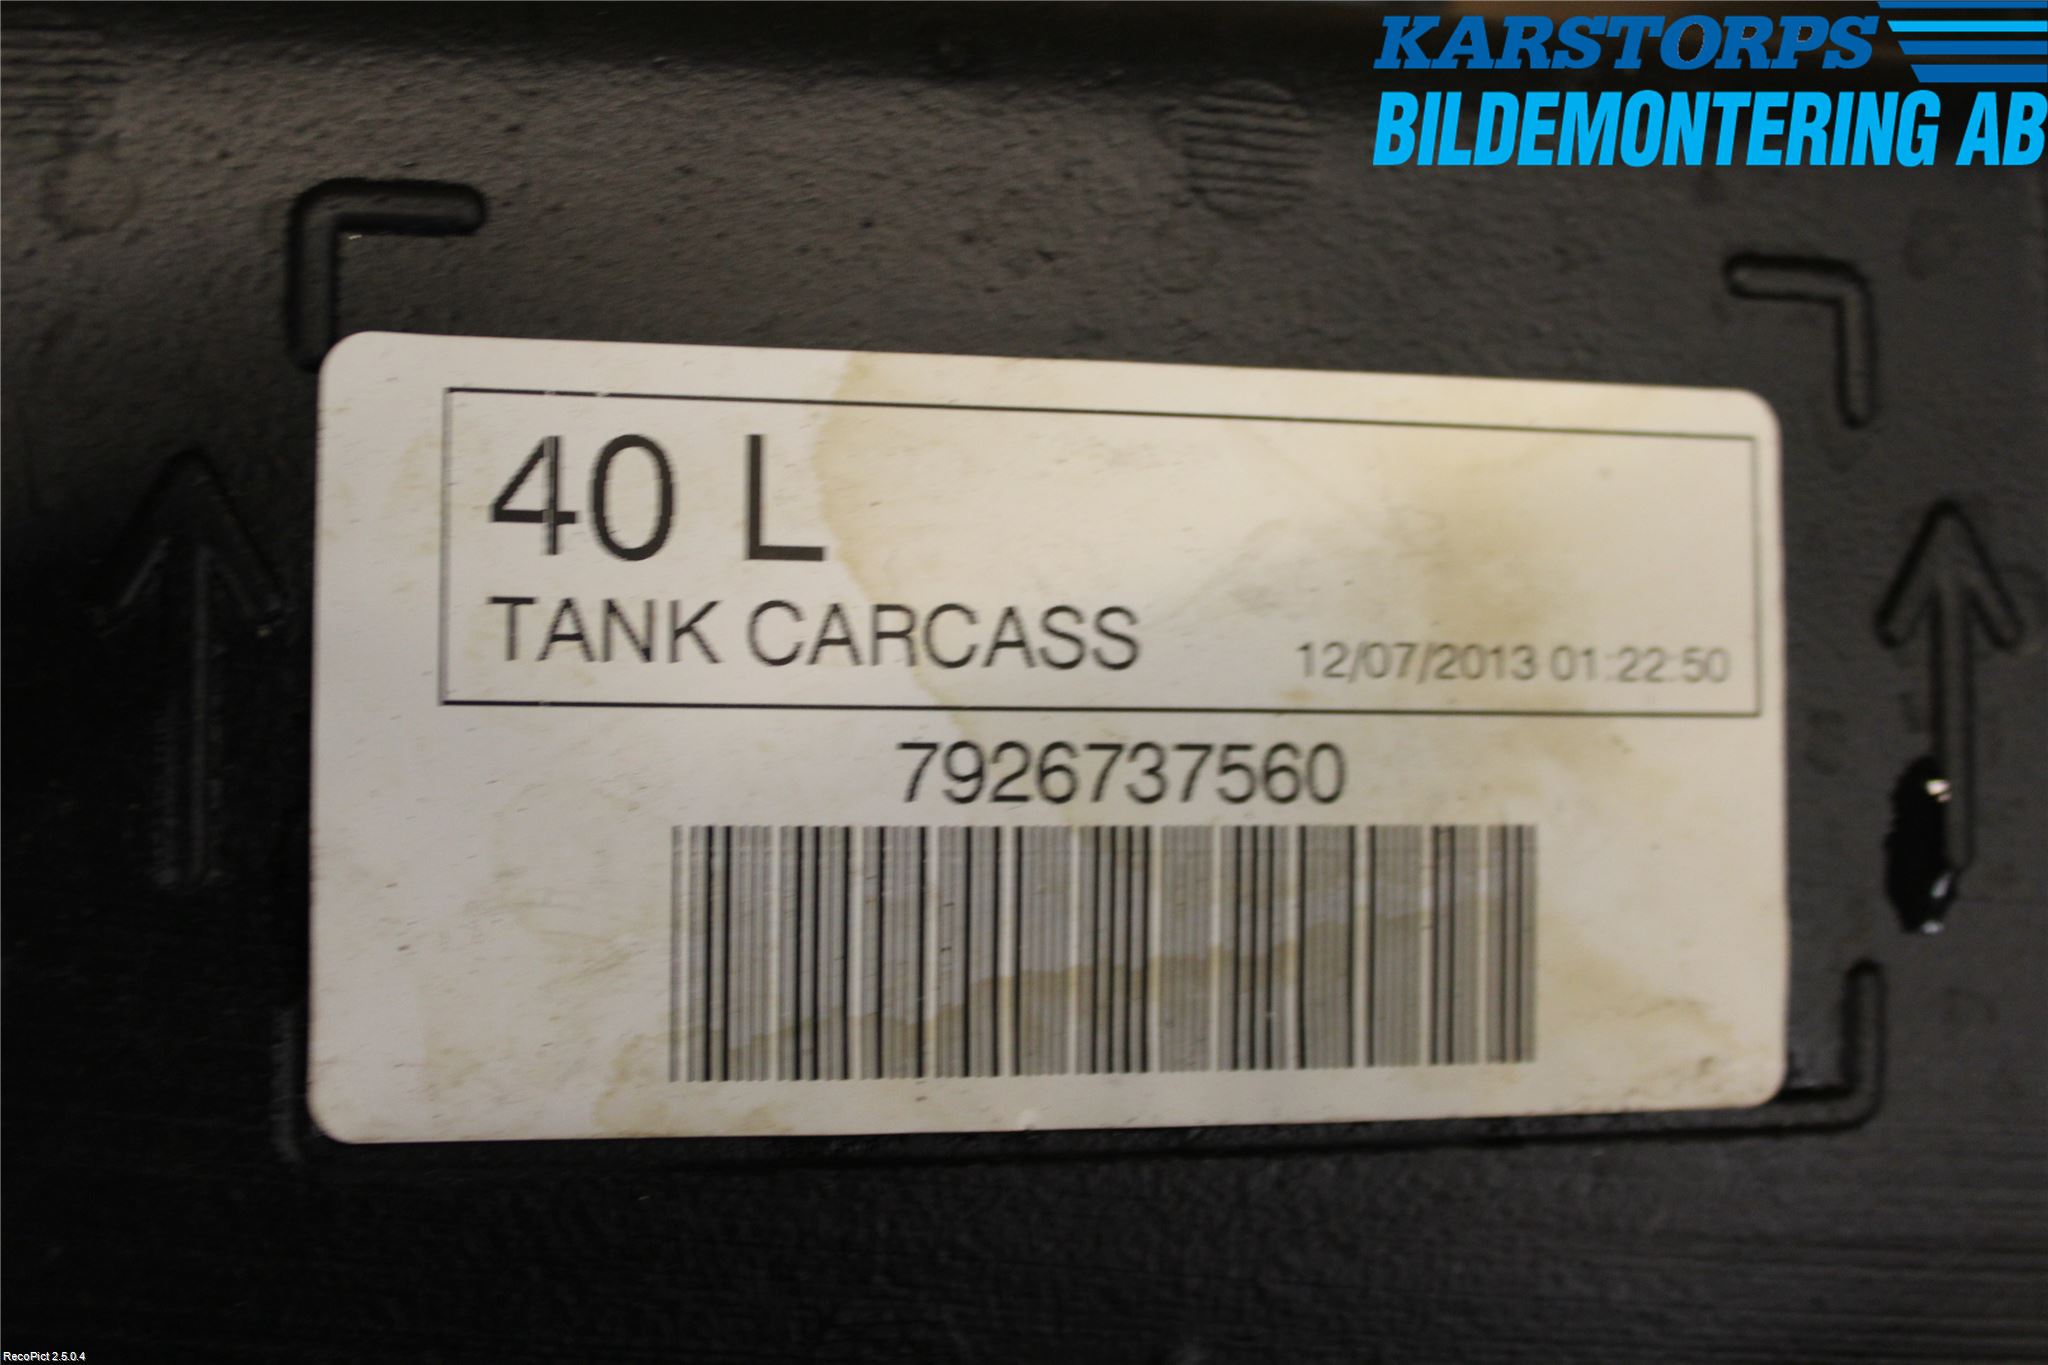 KARSTORPS
BILDEMONTERING AB
40 L
TANK CARCASS
12/07/2013 01:22:50
7926737560
RecoPict 2.5.0.4